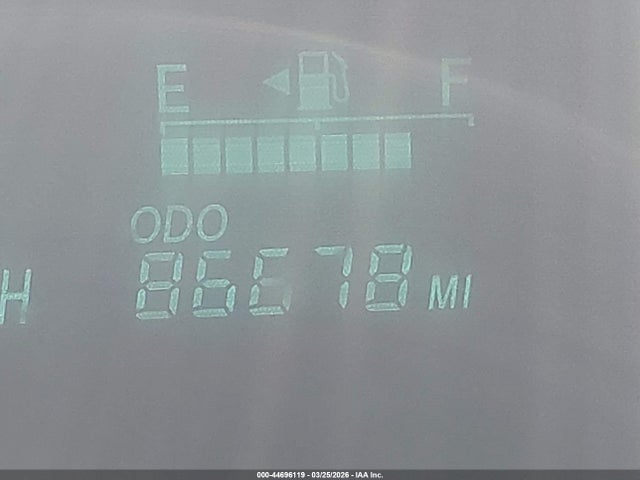 E F
ODO
H 86678 MI
000-44696119 - 03/25/2026 - IAA Inc.